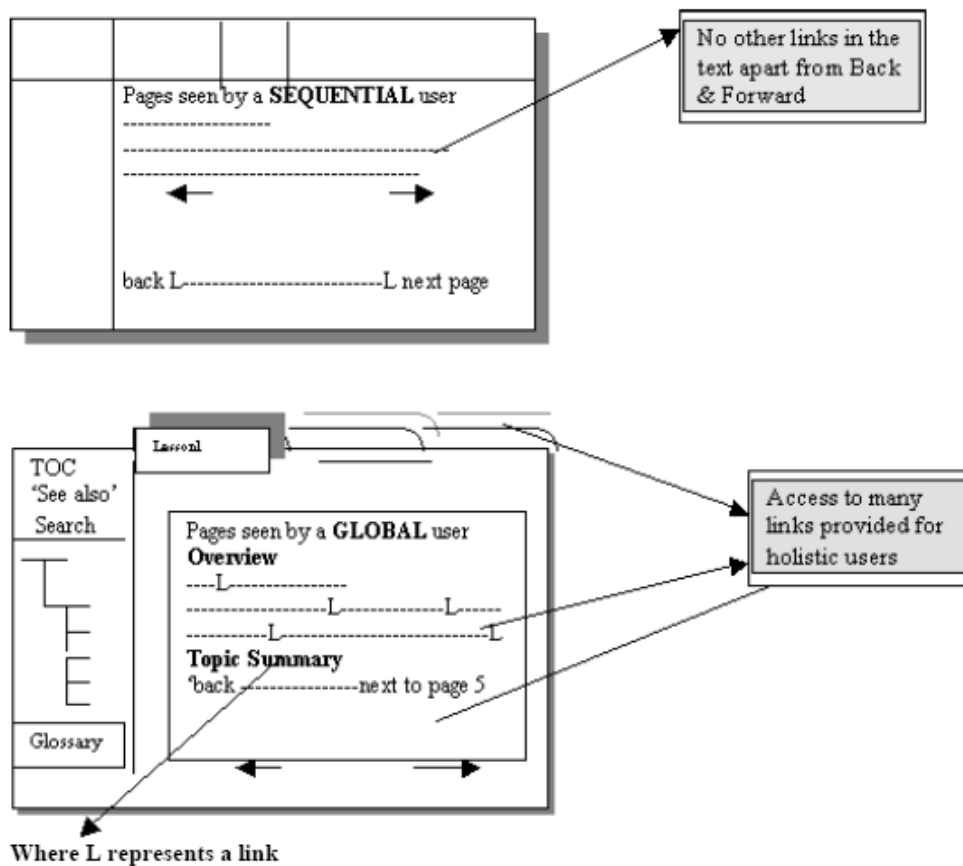 No other links in the
text apart from Back
& Forward
Pages seen by a SEQUENTIAL user
back L-----------------------L next page
Lesson1
TOC
'See also'
Search
Glossary
Pages seen by a GLOBAL user
Overview
----L--------------
----------------------L------------L-----
-------------L------------------------------L
Topic Summary
'back -----------------next to page 5
Access to many
links provided for
holistic users
Where L represents a link